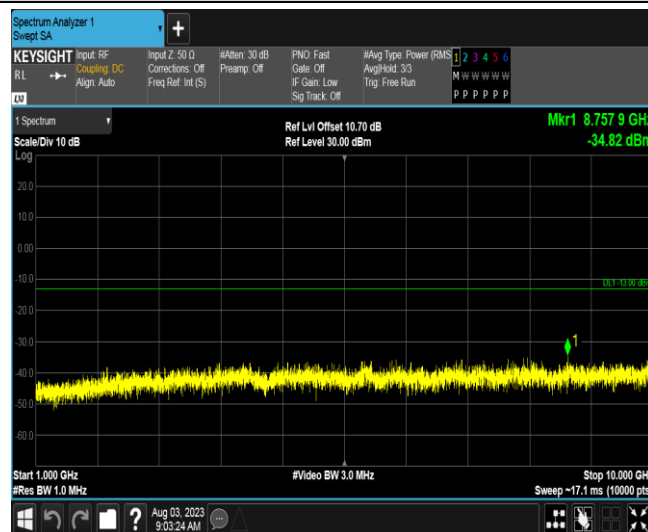 Spectrum Analyzer 1
Swept SA
+
KEYSIGHT
RL
LXI
Input: RF
Coupling: DC
Align: Auto
Input Z: 50 Ω
Corrections: Off
Freq Ref: Int (S)
#Atten: 30 dB
Preamp: Off
PNO: Fast
Gate: Off
IF Gain: Low
Sig Track: Off
#Avg Type: Power (RMS
Avg|Hold: 3/3
Trig: Free Run
1 2 3 4 5 6
M W W W W W
P P P P P P
1 Spectrum
Scale/Div 10 dB
Log
Ref Lvl Offset 10.70 dB
Ref Level 30.00 dBm
Mkr1 8.757 9 GHz
-34.82 dBm
20.0
10.0
0.00
-10.0
DL1 -13.00 dBm
-20.0
-30.0
1
-40.0
-50.0
-60.0
Start 1.000 GHz
#Res BW 1.0 MHz
#Video BW 3.0 MHz
Stop 10.000 GHz
Sweep ~17.1 ms (10000 pts
?
Aug 03, 2023
9:03:24 AM